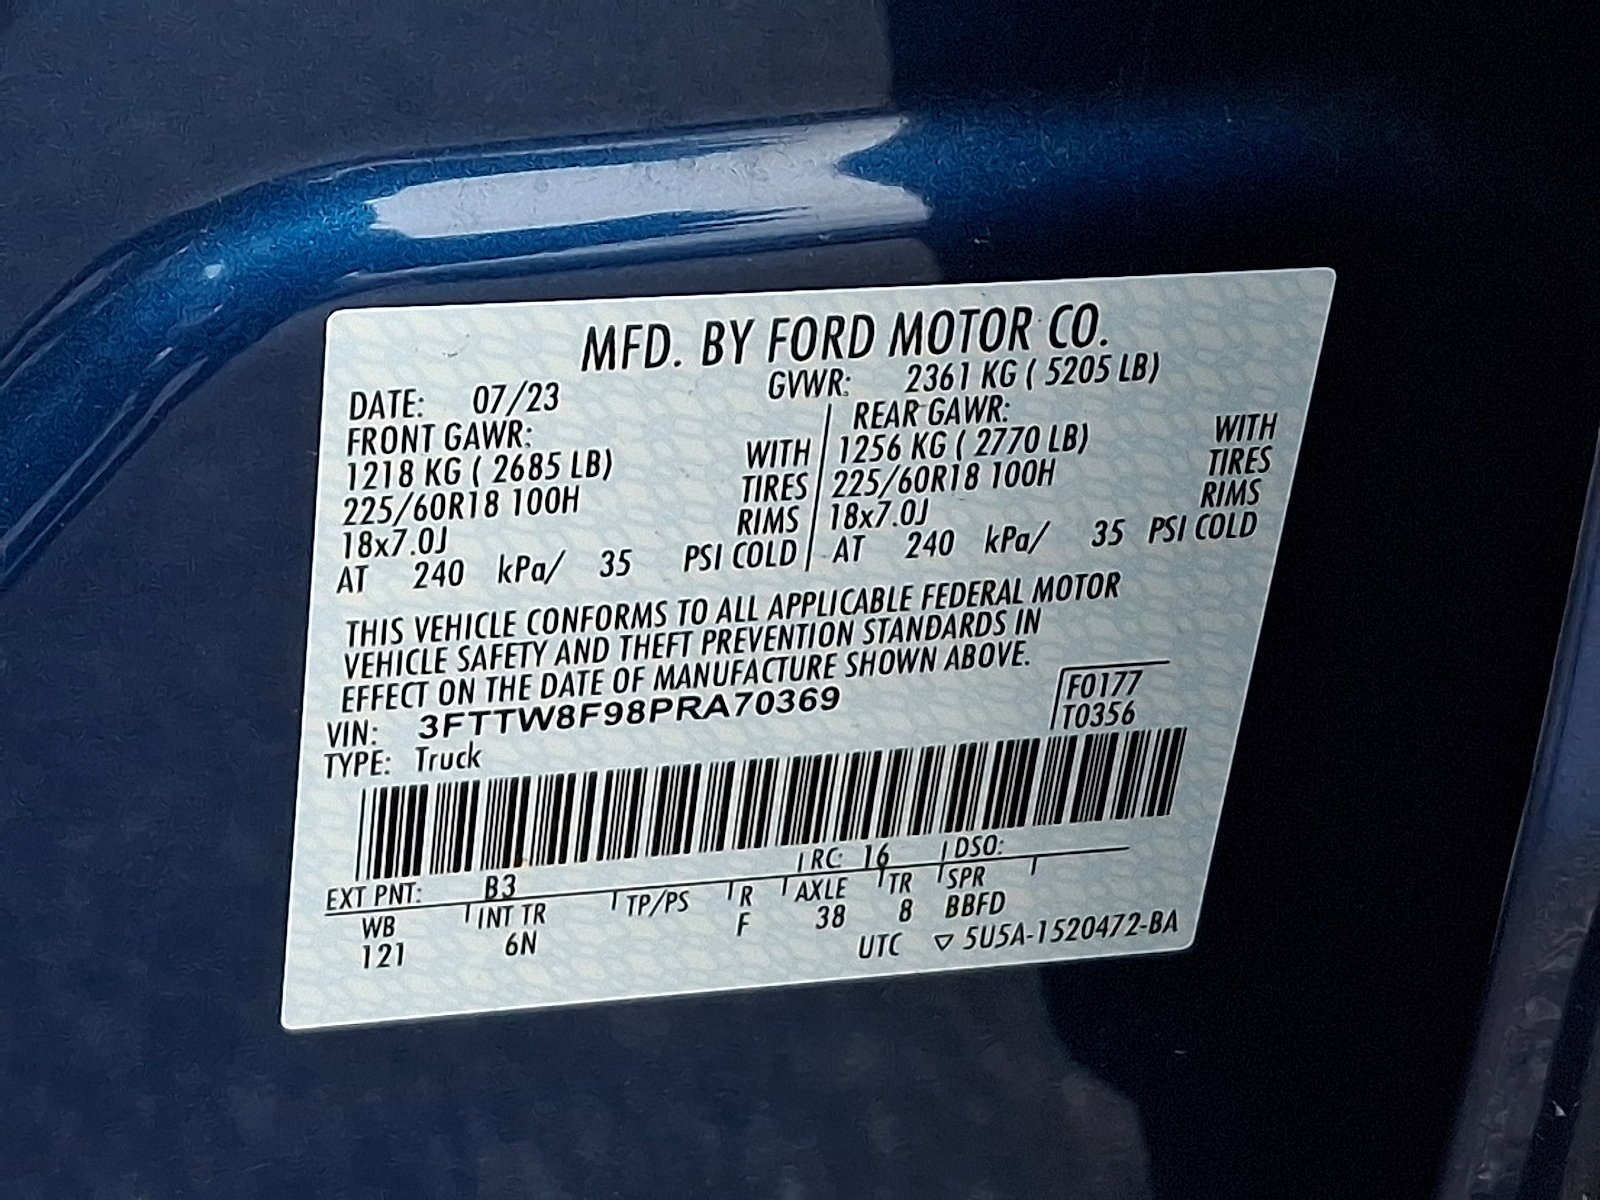 MFD. BY FORD MOTOR CO.
DATE: 07/23 GVWR: 2361 KG ( 5205 LB)
FRONT GAWR: REAR GAWR:
1218 KG ( 2685 LB) WITH 1256 KG ( 2770 LB) WITH
225/60R18 100H TIRES 225/60R18 100H TIRES
18x7.0J RIMS 18x7.0J RIMS
AT 240 kPa/ 35 PSI COLD AT 240 kPa/ 35 PSI COLD
THIS VEHICLE CONFORMS TO ALL APPLICABLE FEDERAL MOTOR
VEHICLE SAFETY AND THEFT PREVENTION STANDARDS IN
EFFECT ON THE DATE OF MANUFACTURE SHOWN ABOVE.
VIN: 3FTTW8F98PRA70369 F0177
TYPE: Truck T0356
EXT PNT: B3 RC: 16 DSO:
WB INT TR TP/PS R AXLE TR SPR
121 6N F 38 8 BBFD
UTC ▽ 5U5A-1520472-BA